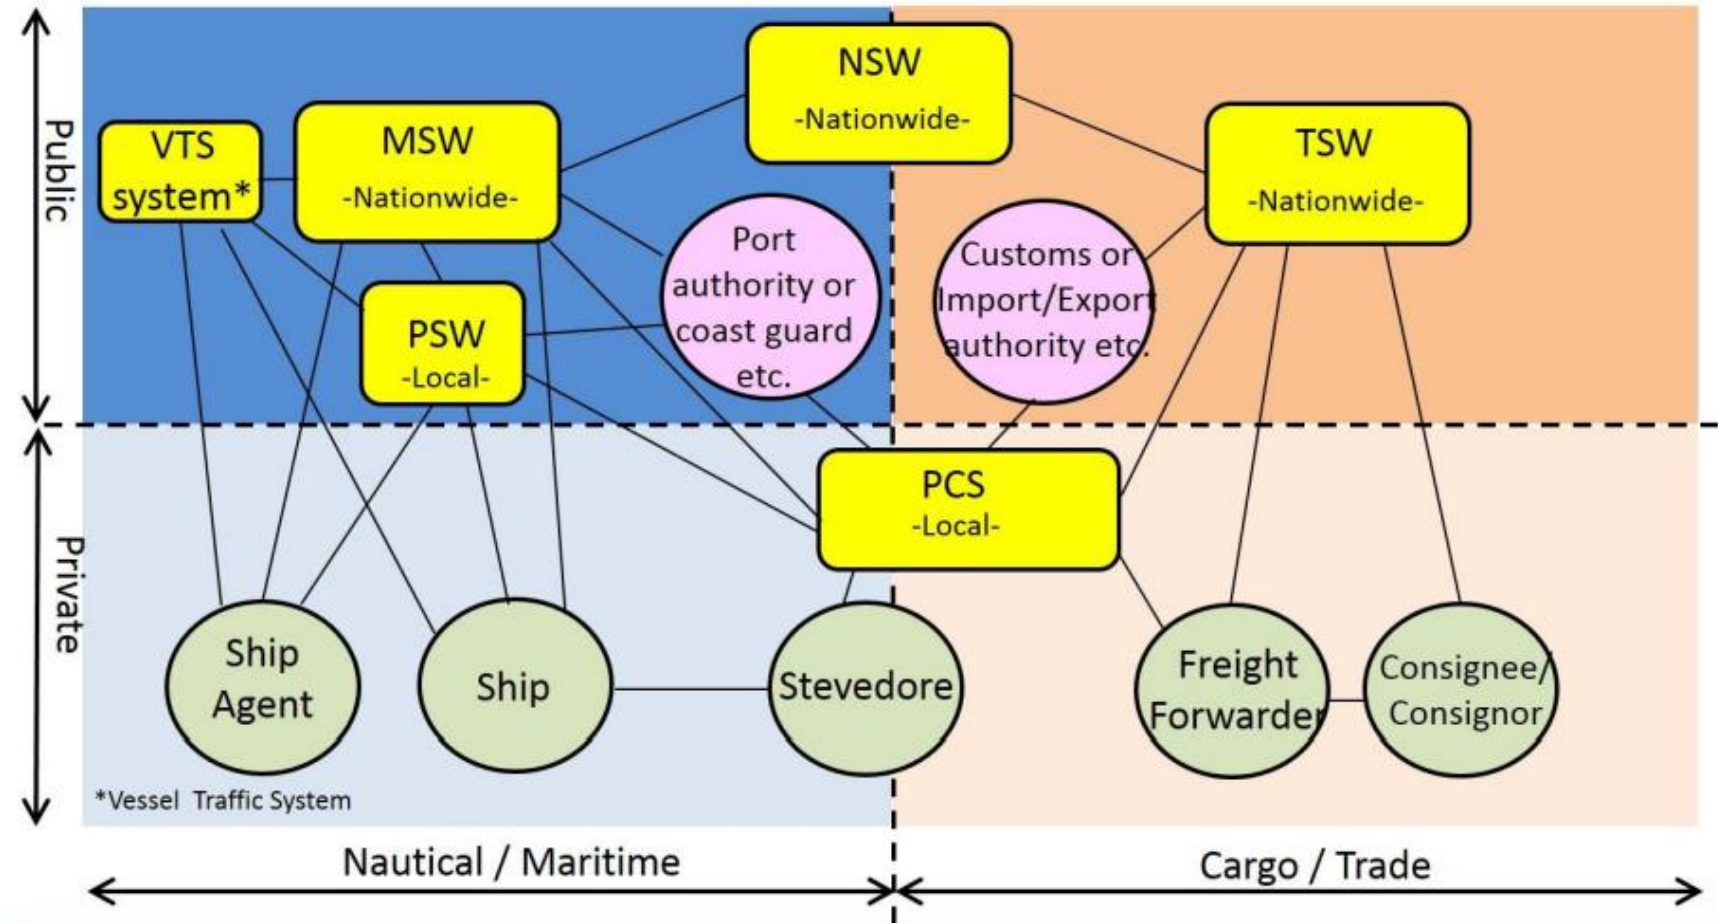 Public
Private
NSW
-Nationwide-
VTS
system*
MSW
-Nationwide-
TSW
-Nationwide-
PSW
-Local-
Port
authority or
coast guard
etc.
Customs or
Import/Export
authority etc.
PCS
-Local-
Ship
Agent
Ship
Stevedore
Freight
Forwarder
Consignee/
Consignor
*Vessel Traffic System
Nautical / Maritime
Cargo / Trade